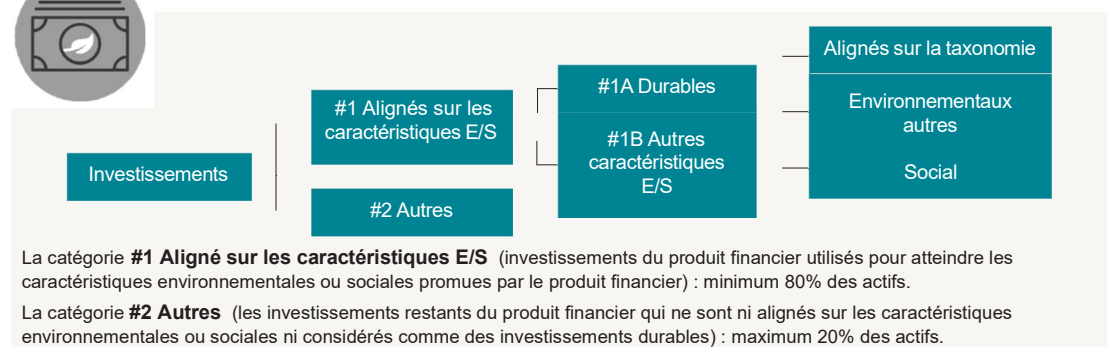 Investissements
#1 Alignés sur les
caractéristiques E/S
#2 Autres
#1A Durables
#1B Autres
caractéristiques
E/S
Alignés sur la taxonomie
Environnementaux
autres
Social
La catégorie #1 Aligné sur les caractéristiques E/S (investissements du produit financier utilisés pour atteindre les
caractéristiques environnementales ou sociales promues par le produit financier) : minimum 80% des actifs.
La catégorie #2 Autres (les investissements restants du produit financier qui ne sont ni alignés sur les caractéristiques
environnementales ou sociales ni considérés comme des investissements durables) : maximum 20% des actifs.